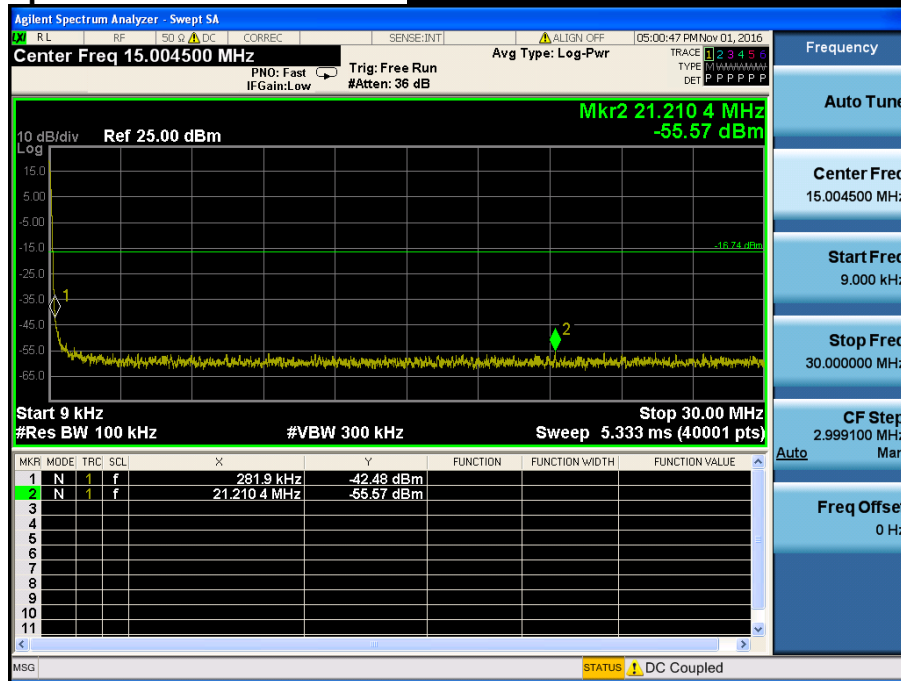 Agilent Spectrum Analyzer - Swept SA
LXI RL RF 50 Ω DC CORREC SENSE:INT ALIGN OFF 05:00:47 PM Nov 01, 2016
Center Freq 15.004500 MHz
PNO: Fast
IFGain:Low
Trig: Free Run
#Atten: 36 dB
Avg Type: Log-Pwr
TRACE 1 2 3 4 5 6
TYPE M W W W W W
DET P P P P P P
Mkr2 21.210 4 MHz
-55.57 dBm
10 dB/div Ref 25.00 dBm
Log
15.0
5.00
-5.00
-15.0
-25.0
-35.0
-45.0
-55.0
-65.0
-16.74 dBm
1
2
Start 9 kHz Stop 30.00 MHz
#Res BW 100 kHz #VBW 300 kHz Sweep 5.333 ms (40001 pts)
MKR MODE TRC SCL X Y FUNCTION FUNCTION WIDTH FUNCTION VALUE
1 N 1 f 281.9 kHz -42.48 dBm
2 N 1 f 21.210 4 MHz -55.57 dBm
3
4
5
6
7
8
9
10
11
MSG STATUS DC Coupled
Frequency
Auto Tune
Center Freq
15.004500 MHz
Start Freq
9.000 kHz
Stop Freq
30.000000 MHz
CF Step
2.999100 MHz
Auto Man
Freq Offset
0 Hz